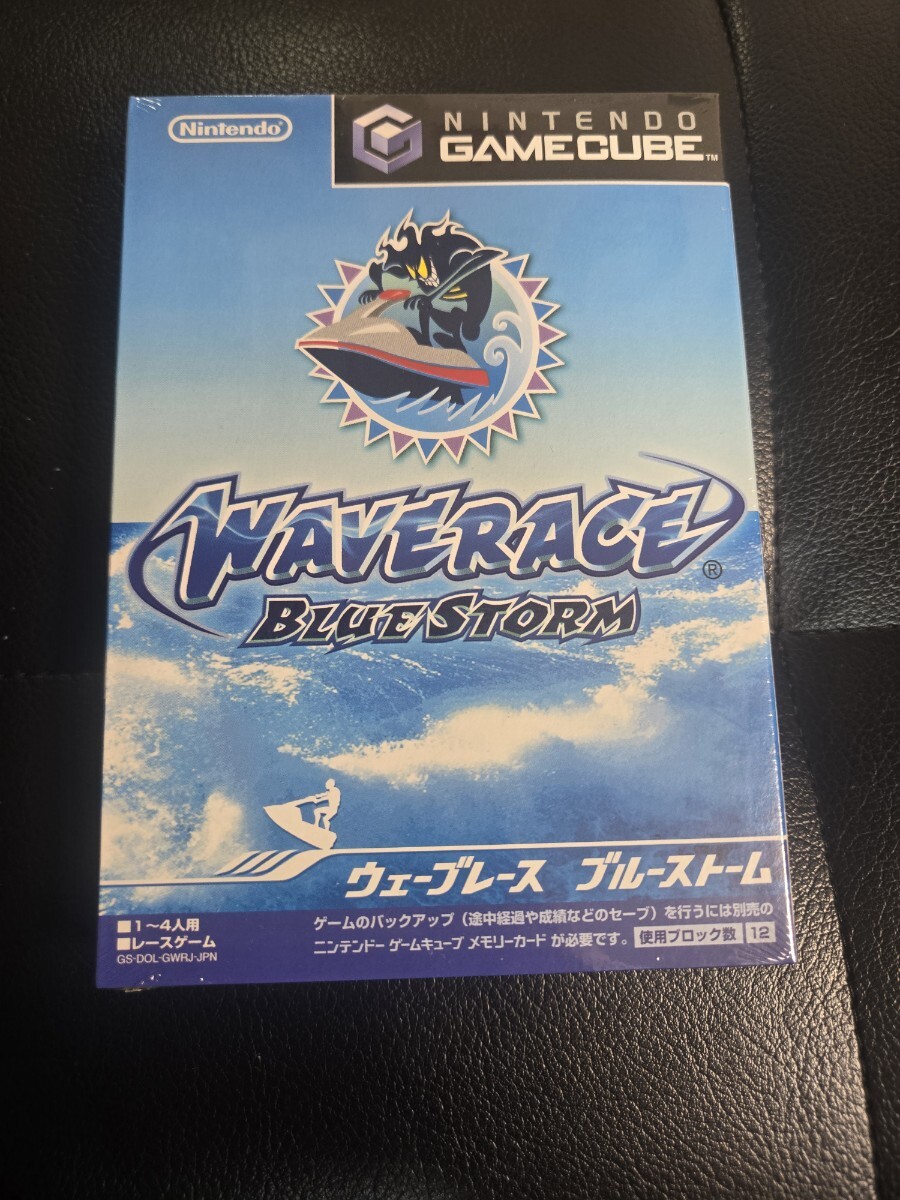 Nintendo
NINTENDO
GAMECUBE™
WAVERACE®
BLUE STORM
ウェーブレース ブルーストーム
■1〜4人用
■レースゲーム
GS-DOL-GWRJ-JPN
ゲームのバックアップ（途中経過や成績などのセーブ）を行うには別売の
ニンテンドーゲームキューブ メモリーカード が必要です。 使用ブロック数 12